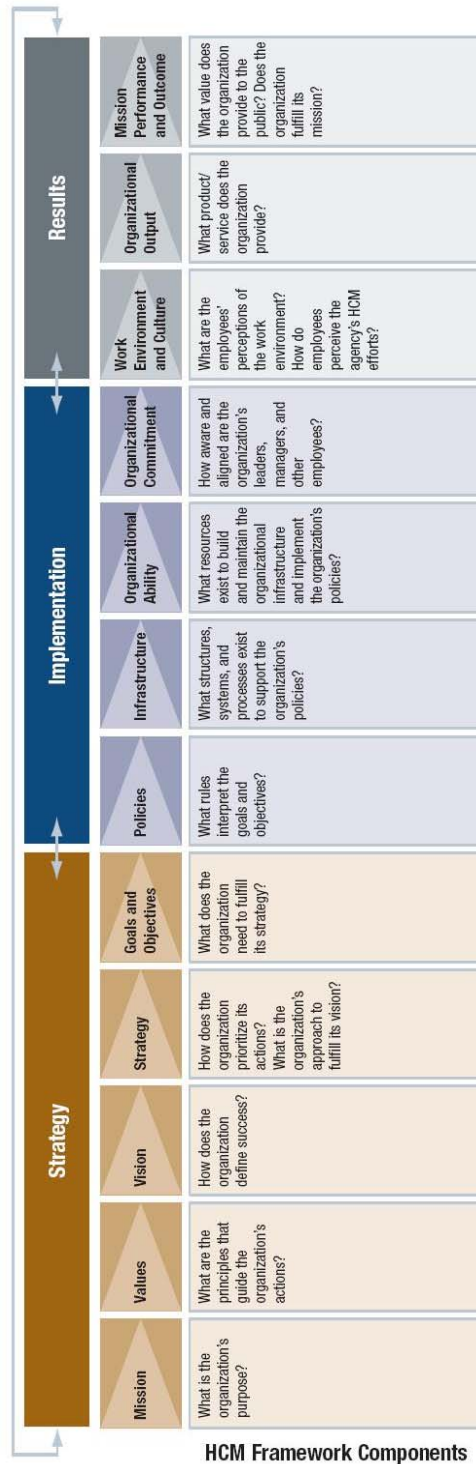 Strategy
Implementation
Results
Mission
Values
Vision
Strategy
Goals and
Objectives
Policies
Infrastructure
Organizational
Ability
Organizational
Commitment
Work
Environment
and Culture
Organizational
Output
Mission
Performance
and Outcome
What is the
organization's
purpose?
What are the
principles that
guide the
organization's
actions?
How does the
organization
define success?
How does the
organization
prioritize its
actions?
What is the
organization's
approach to
fulfill its vision?
What does the
organization
need to fulfill
its strategy?
What rules
interpret the
goals and
objectives?
What structures,
systems, and
processes exist
to support the
organization's
policies?
What resources
exist to build
and maintain the
organizational
infrastructure
and implement
the organization's
policies?
How aware and
aligned are the
organization's
leaders,
managers, and
other
employees?
What are the
employees'
perceptions of
the work
environment?
How do
employees
perceive the
agency's HCM
efforts?
What product/
service does the
organization
provide?
What value does
the organization
provide to the
public? Does the
organization
fulfill its
mission?
HCM Framework Components